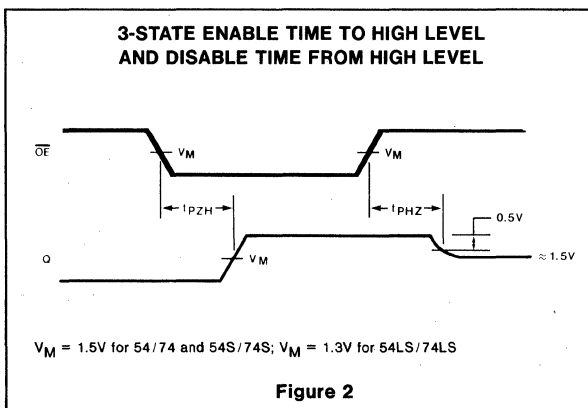 3-STATE ENABLE TIME TO HIGH LEVEL
AND DISABLE TIME FROM HIGH LEVEL
OE
VM
VM
tPZH
tPHZ
0.5V
Q
VM
≈ 1.5V
VM = 1.5V for 54/74 and 54S/74S; VM = 1.3V for 54LS/74LS
Figure 2